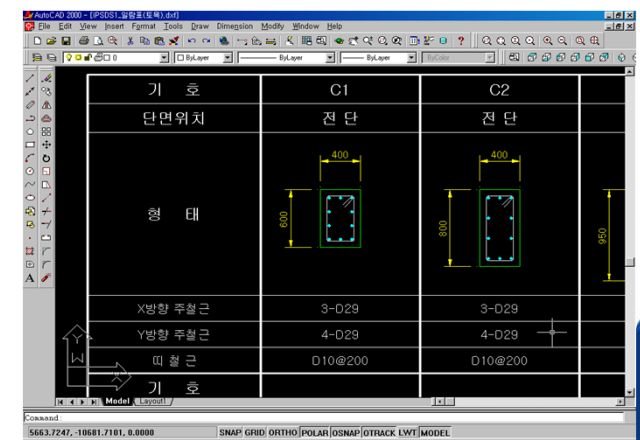 AutoCAD 2000 - [IPSDS1_일람표(토목).dxf]
File Edit View Insert Format Tools Draw Dimension Modify Window Help
0 ByLayer ByLayer ByLayer ByColor
기 호 C1 C2
단면위치 전 단 전 단
400 400
형 태 600 800 950
X방향 주철근 3-D29 3-D29
Y방향 주철근 4-D29 4-D29
띠 철 근 D10@200 D10@200
기 호
Y
W
X
Model Layout1
Command:
5663.7247, -10681.7101, 0.0000 SNAP GRID ORTHO POLAR OSNAP OTRACK LWT MODEL